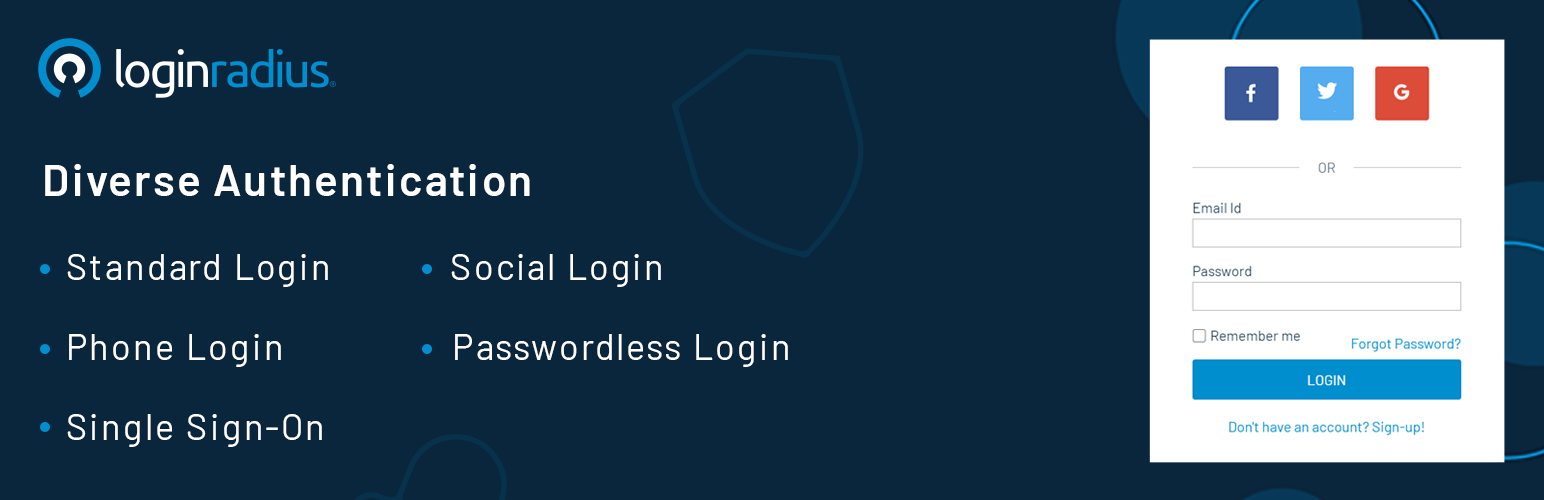 loginradius®
Diverse Authentication
• Standard Login
• Social Login
• Phone Login
• Passwordless Login
• Single Sign-On
f
G
OR
Email Id
Password
Remember me
Forgot Password?
LOGIN
Don't have an account? Sign-up!